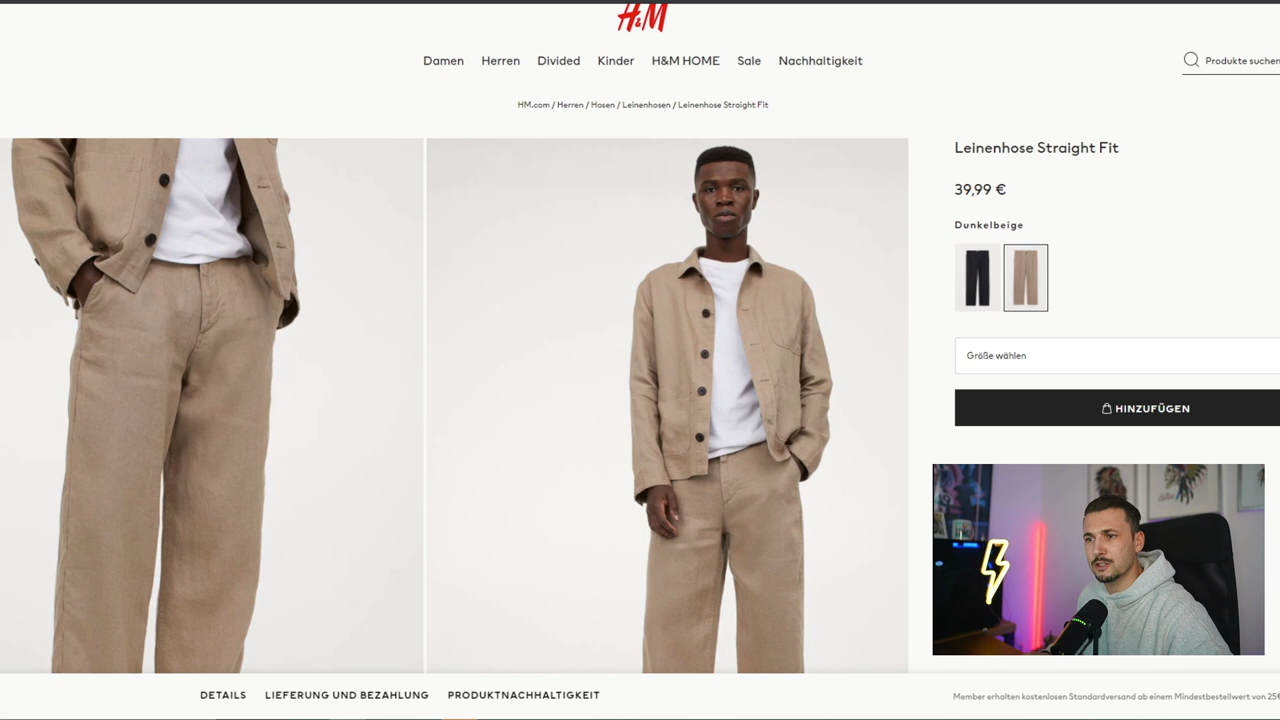 H&M
Damen Herren Divided Kinder H&M HOME Sale Nachhaltigkeit
Produkte suchen
HM.com / Herren / Hosen / Leinenhosen / Leinenhose Straight Fit
Leinenhose Straight Fit
39,99 €
Dunkelbeige
Größe wählen
HINZUFÜGEN
DETAILS LIEFERUNG UND BEZAHLUNG PRODUKTNACHHALTIGKEIT
Member erhalten kostenlosen Standardversand ab einem Mindestbestellwert von 25€